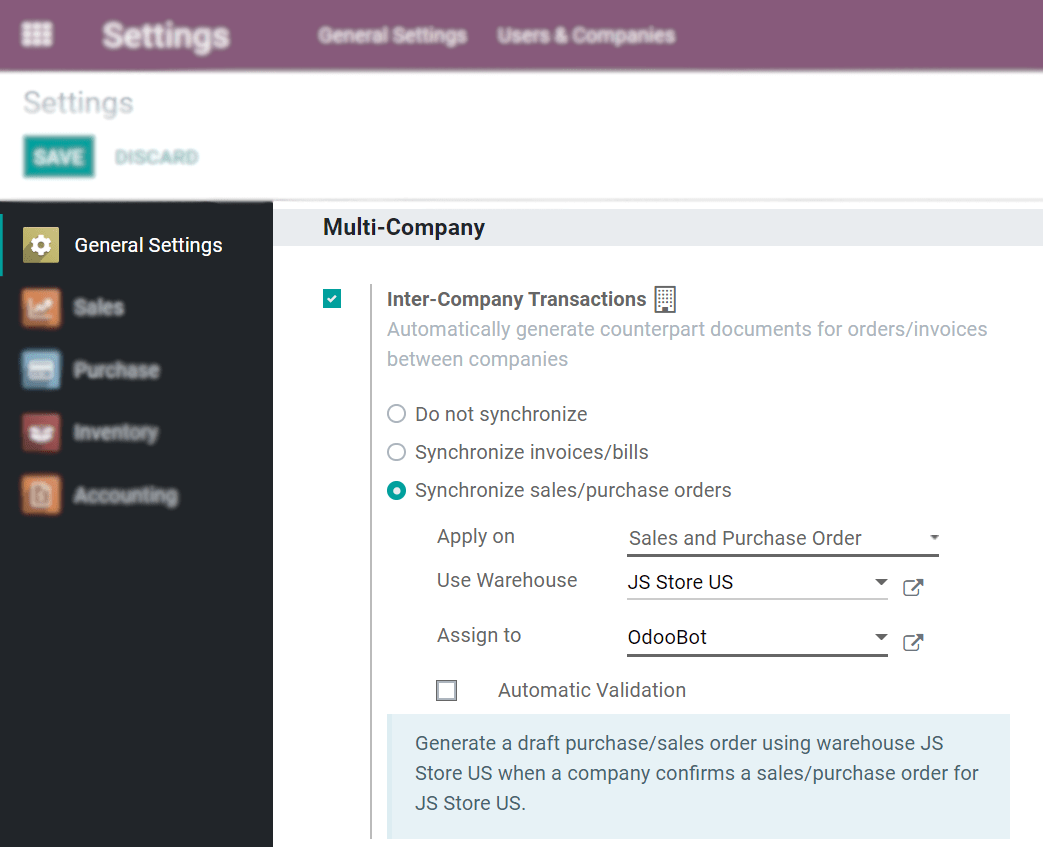 Settings
General Settings
Users & Companies
Settings
SAVE
DISCARD
General Settings
Sales
Purchase
Inventory
Accounting
Multi-Company
Inter-Company Transactions
Automatically generate counterpart documents for orders/invoices
between companies
Do not synchronize
Synchronize invoices/bills
Synchronize sales/purchase orders
Apply on
Sales and Purchase Order
Use Warehouse
JS Store US
Assign to
OdooBot
Automatic Validation
Generate a draft purchase/sales order using warehouse JS
Store US when a company confirms a sales/purchase order for
JS Store US.